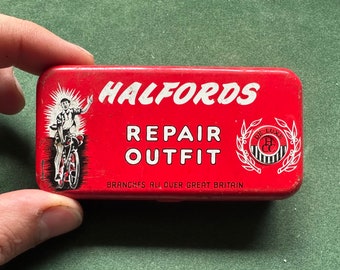 HALFORDS
REPAIR
OUTFIT
BRANCHES ALL OVER GREAT BRITAIN